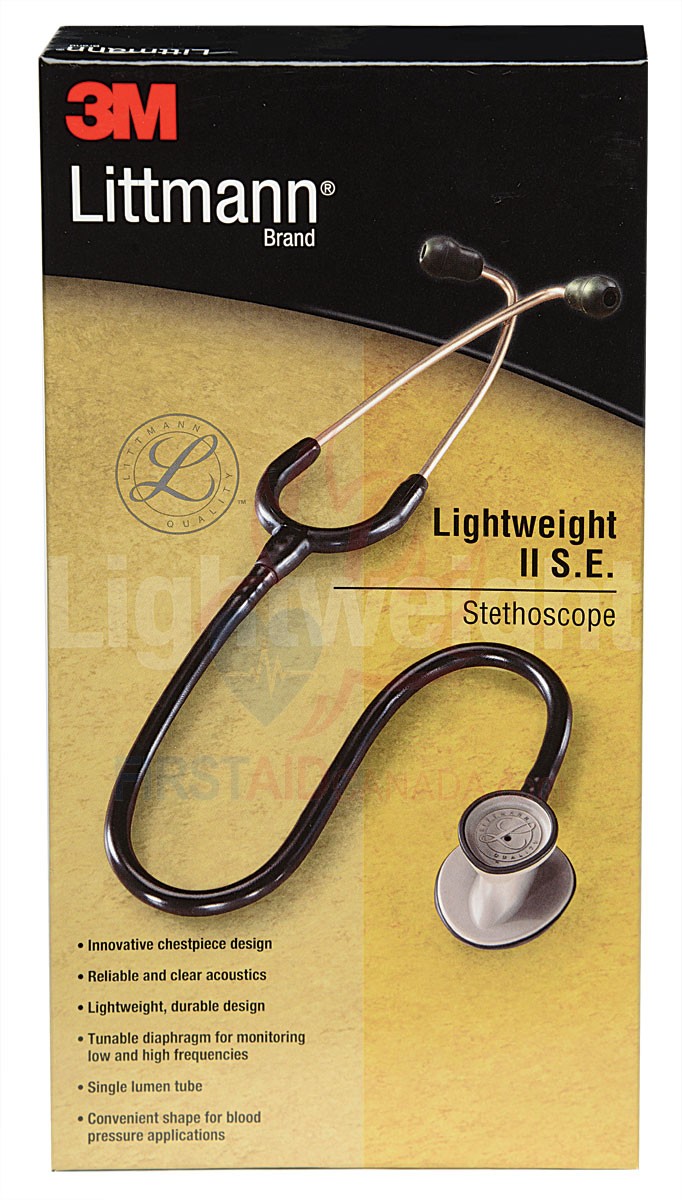 Littmann
3M
Littmann®
Brand
LITTMANN
L
QUALITY
™
Lightweight
II S.E.
Stethoscope
Lightweight
FIRSTAIDCANADA
LITTMANN
QUALITY
• Innovative chestpiece design
• Reliable and clear acoustics
• Lightweight, durable design
• Tunable diaphragm for monitoring
low and high frequencies
• Single lumen tube
• Convenient shape for blood
pressure applications